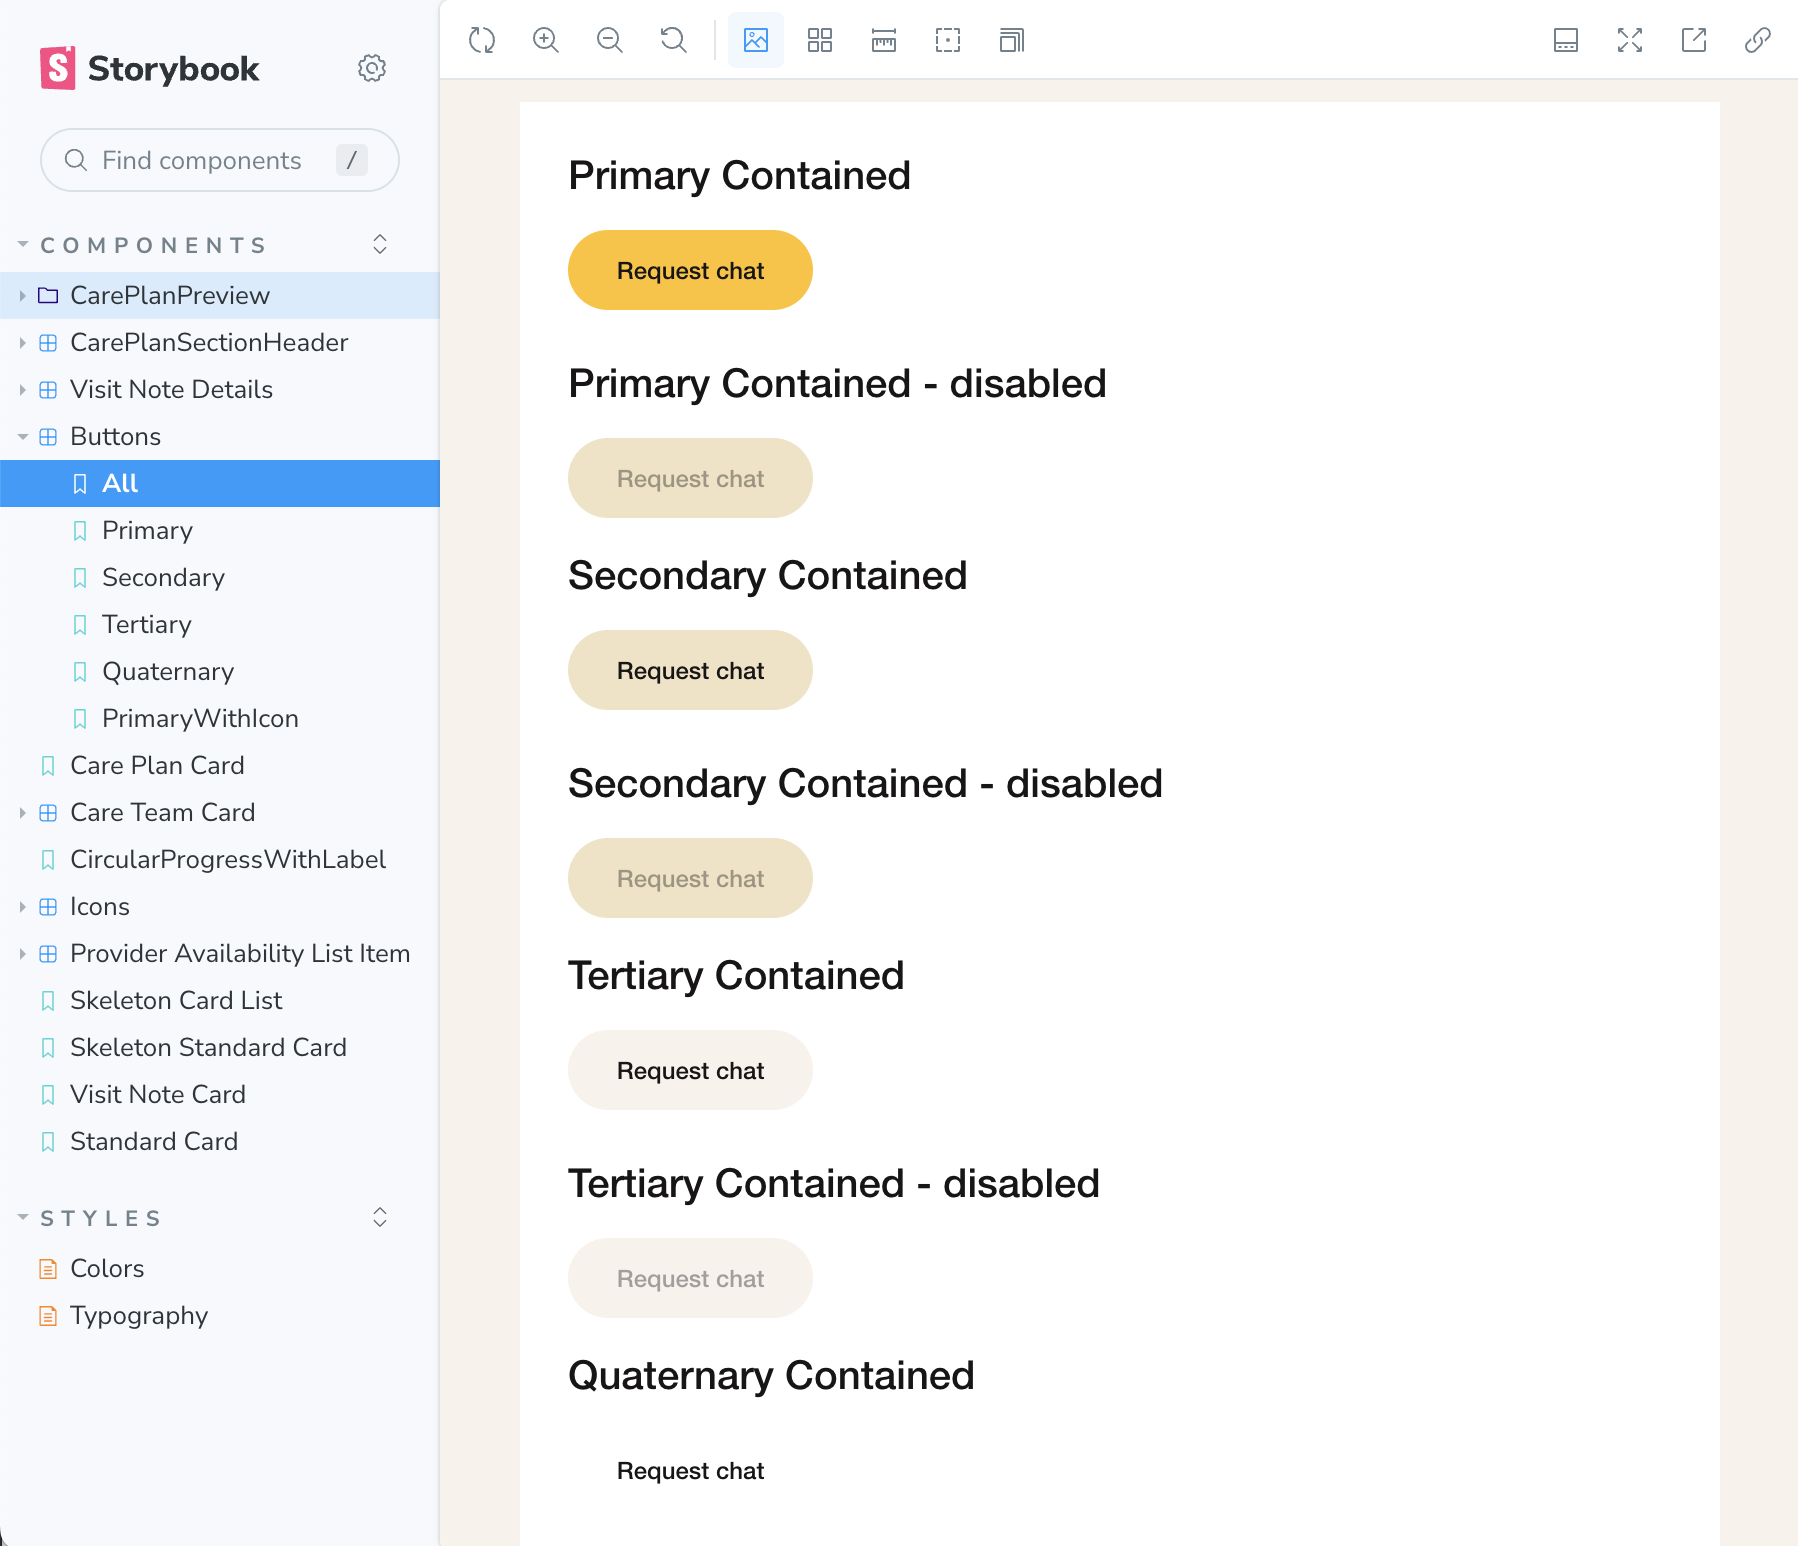 Storybook
Find components /
COMPONENTS
CarePlanPreview
CarePlanSectionHeader
Visit Note Details
Buttons
All
Primary
Secondary
Tertiary
Quaternary
PrimaryWithIcon
Care Plan Card
Care Team Card
CircularProgressWithLabel
Icons
Provider Availability List Item
Skeleton Card List
Skeleton Standard Card
Visit Note Card
Standard Card
STYLES
Colors
Typography
Primary Contained
Request chat
Primary Contained - disabled
Request chat
Secondary Contained
Request chat
Secondary Contained - disabled
Request chat
Tertiary Contained
Request chat
Tertiary Contained - disabled
Request chat
Quaternary Contained
Request chat